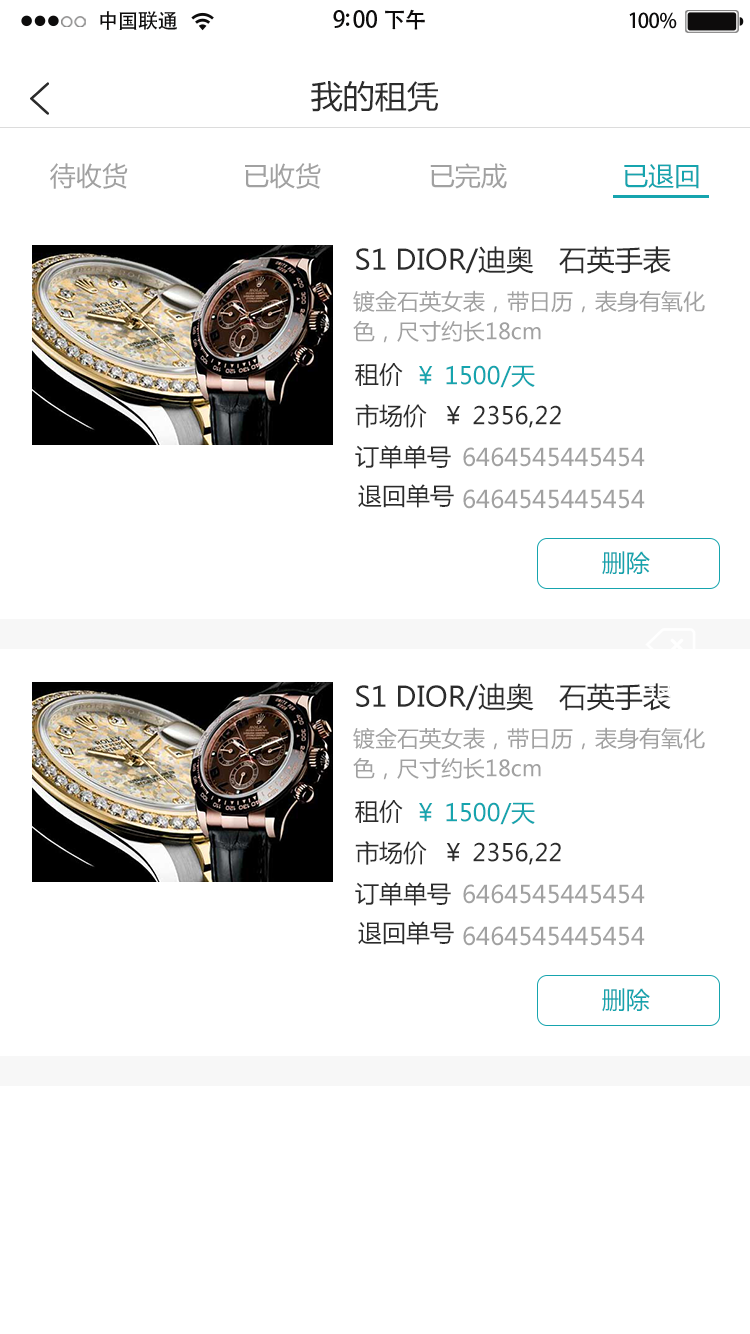 中国联通
9:00 下午
100%
我的租凭
待收货
已收货
已完成
已退回
S1 DIOR/迪奥 石英手表
镀金石英女表，带日历，表身有氧化
色，尺寸约长18cm
租价 ¥ 1500/天
市场价 ¥ 2356,22
订单单号 6464545445454
退回单号 6464545445454
删除
S1 DIOR/迪奥 石英手表
镀金石英女表，带日历，表身有氧化
色，尺寸约长18cm
租价 ¥ 1500/天
市场价 ¥ 2356,22
订单单号 6464545445454
退回单号 6464545445454
删除